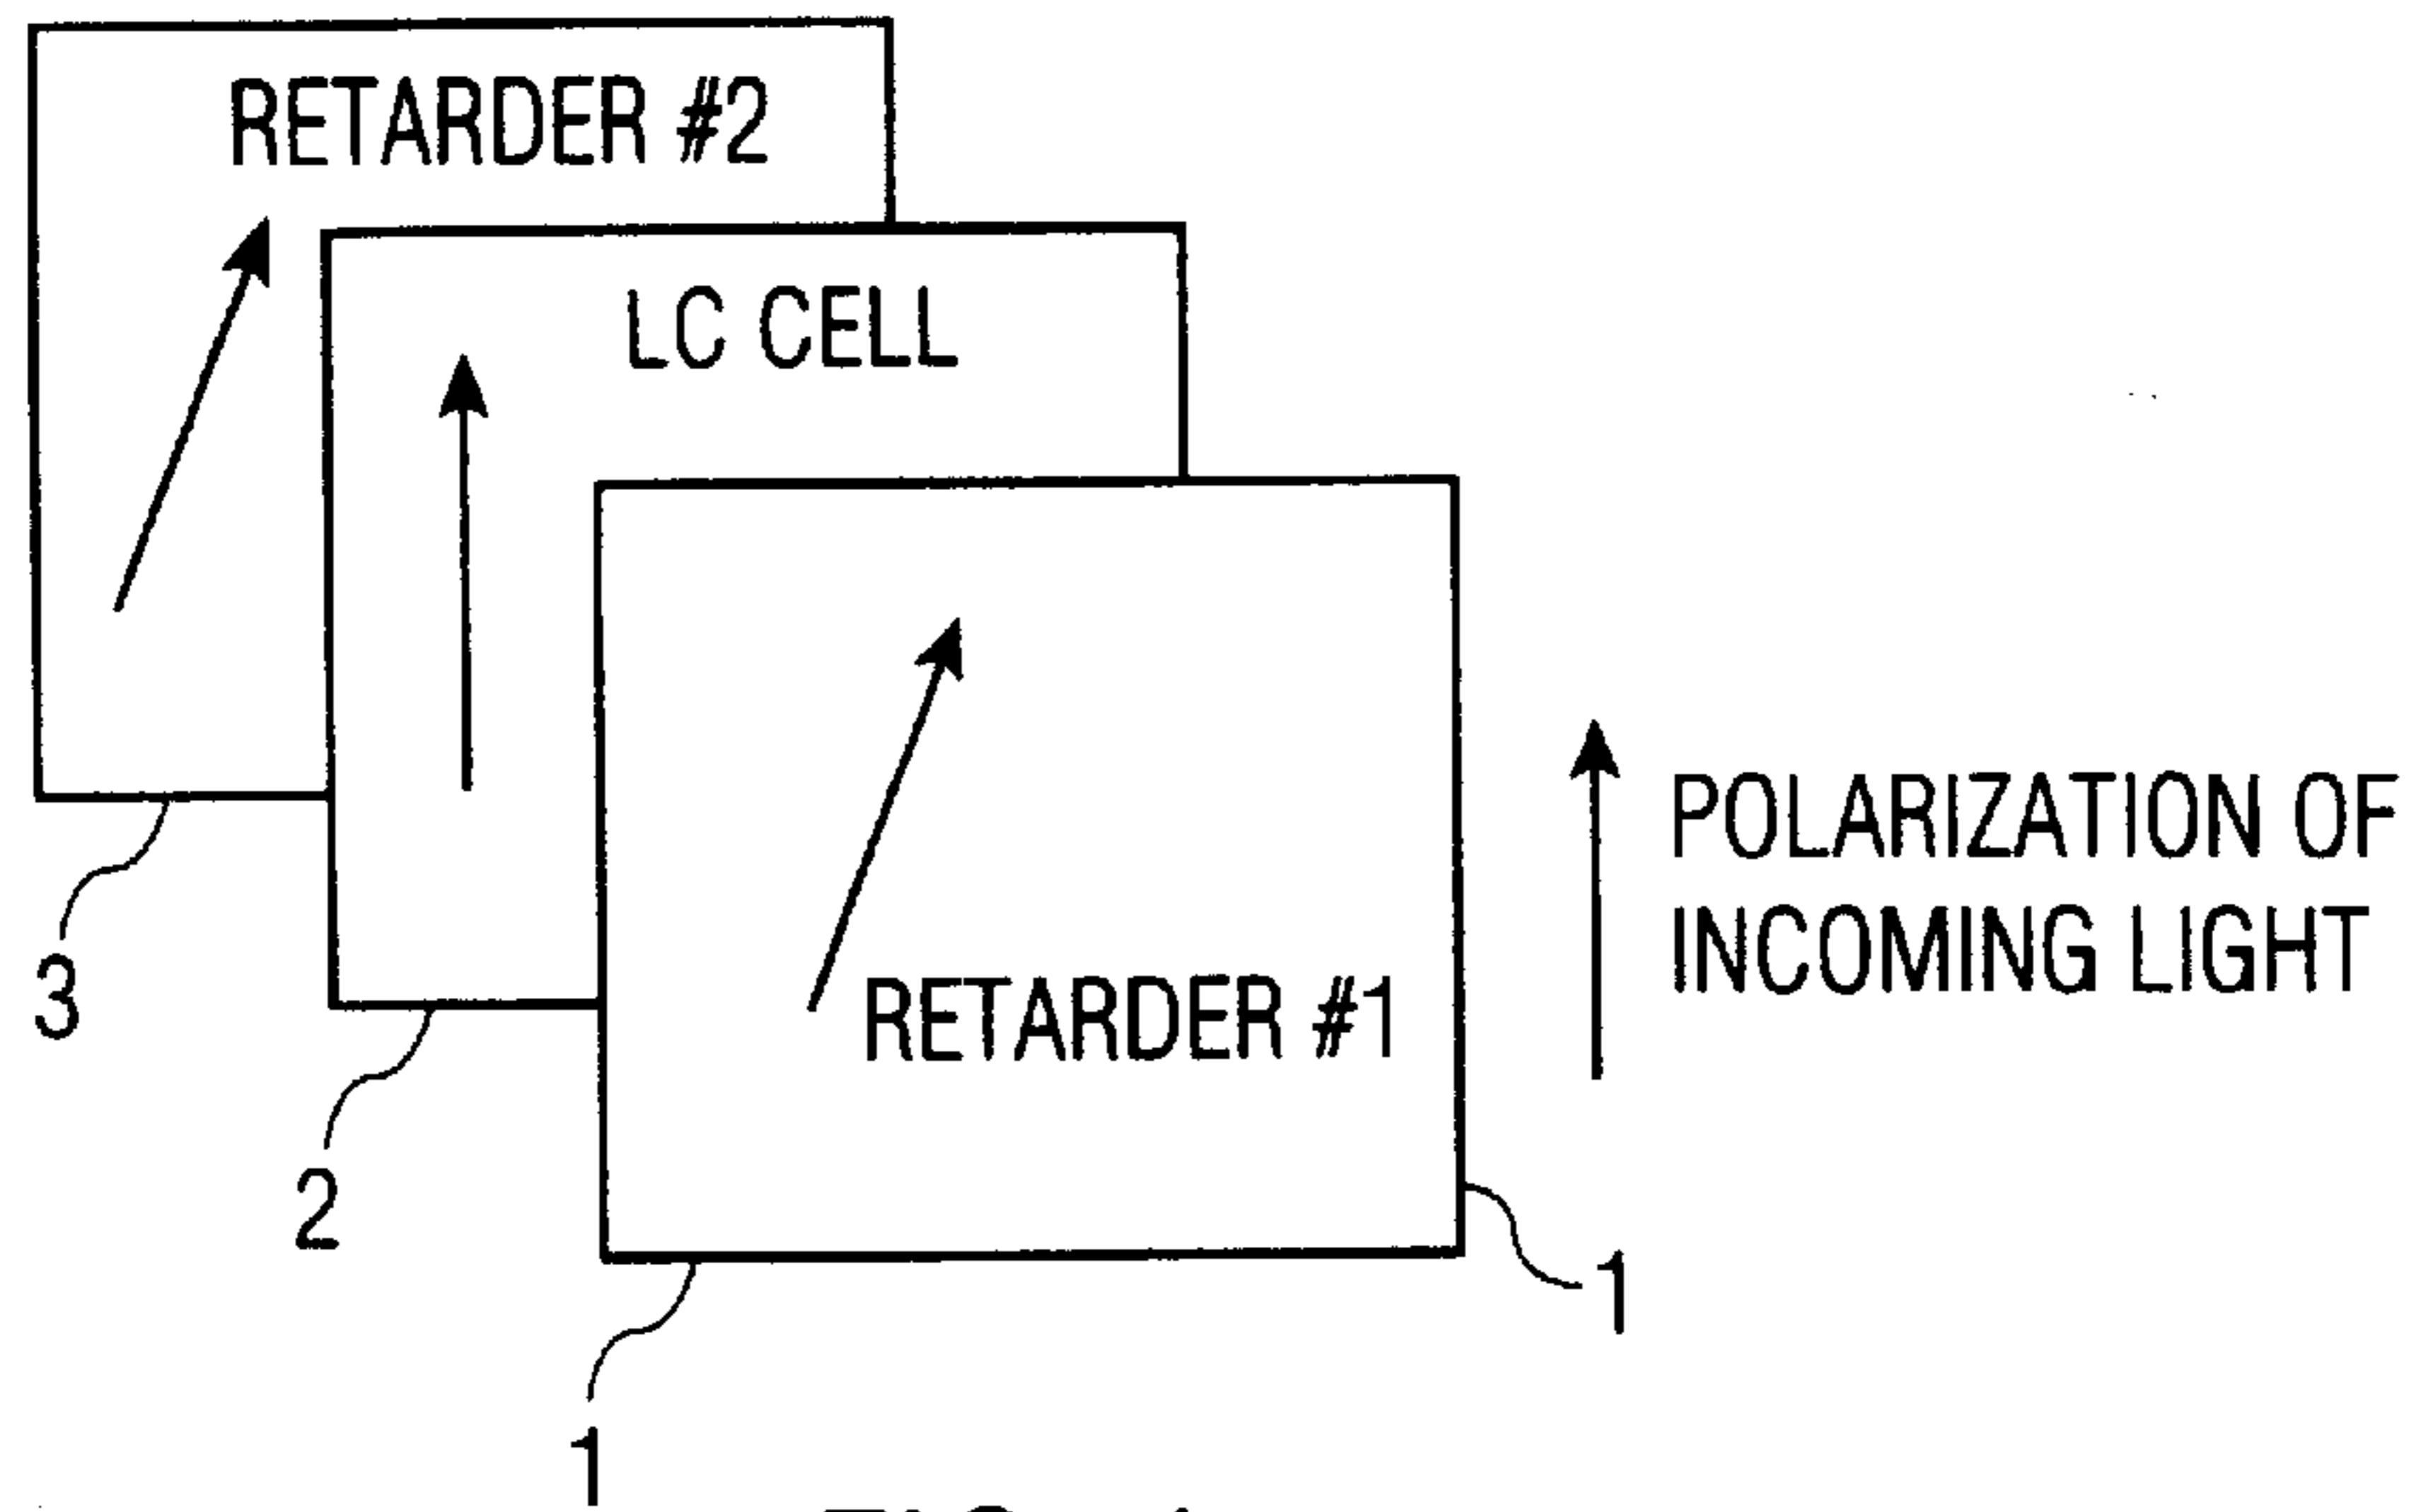 RETARDER #2
LC CELL
RETARDER #1
POLARIZATION OF
INCOMING LIGHT
3
2
1
1